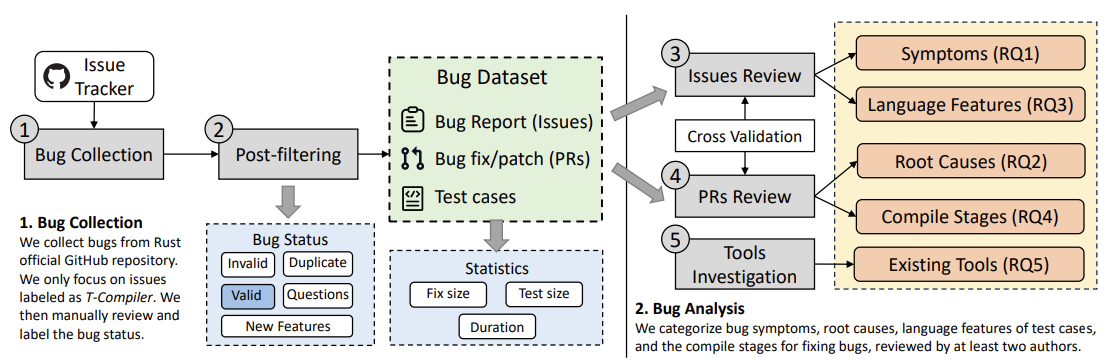 Issue
Tracker
1
Bug Collection
2
Post-filtering
Bug Dataset
Bug Report (Issues)
Bug fix/patch (PRs)
Test cases
1. Bug Collection
We collect bugs from Rust
official GitHub repository.
We only focus on issues
labeled as T-Compiler. We
then manually review and
label the bug status.
Bug Status
Invalid
Duplicate
Valid
Questions
New Features
Statistics
Fix size
Test size
Duration
3
Issues Review
Cross Validation
4
PRs Review
5
Tools
Investigation
Symptoms (RQ1)
Language Features (RQ3)
Root Causes (RQ2)
Compile Stages (RQ4)
Existing Tools (RQ5)
2. Bug Analysis
We categorize bug symptoms, root causes, language features of test cases,
and the compile stages for fixing bugs, reviewed by at least two authors.